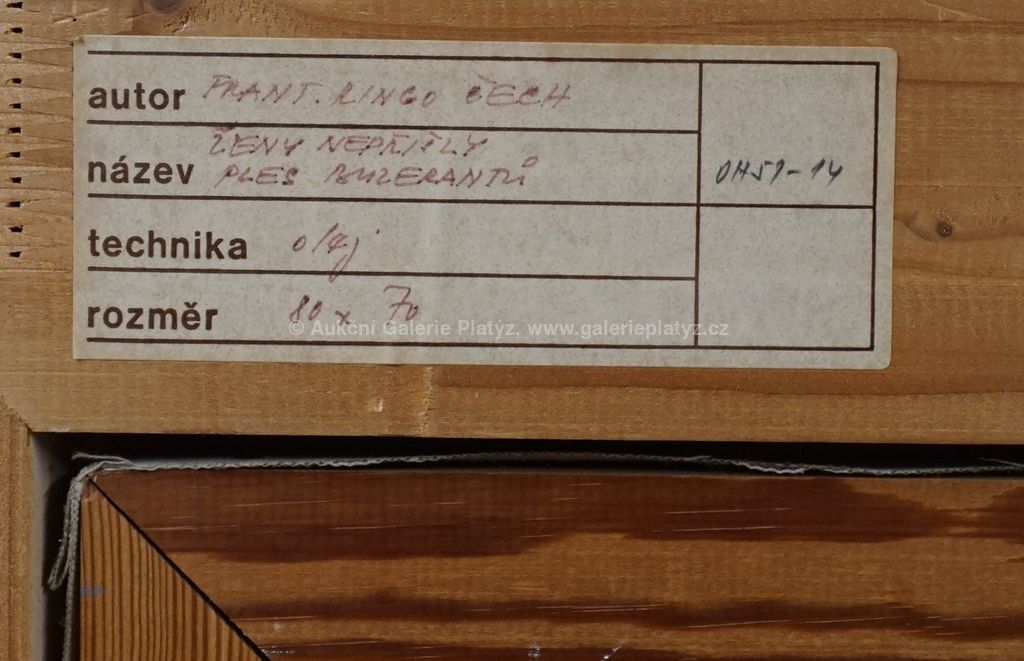 autor FRANT. RINGO ČECH
název ŽENY NEPŘIŠLY
PLES BUZERANTŮ
OH51-14
technika olej
rozměr 80 x 70
© Aukční Galerie Platýz, www.galerieplatyz.cz